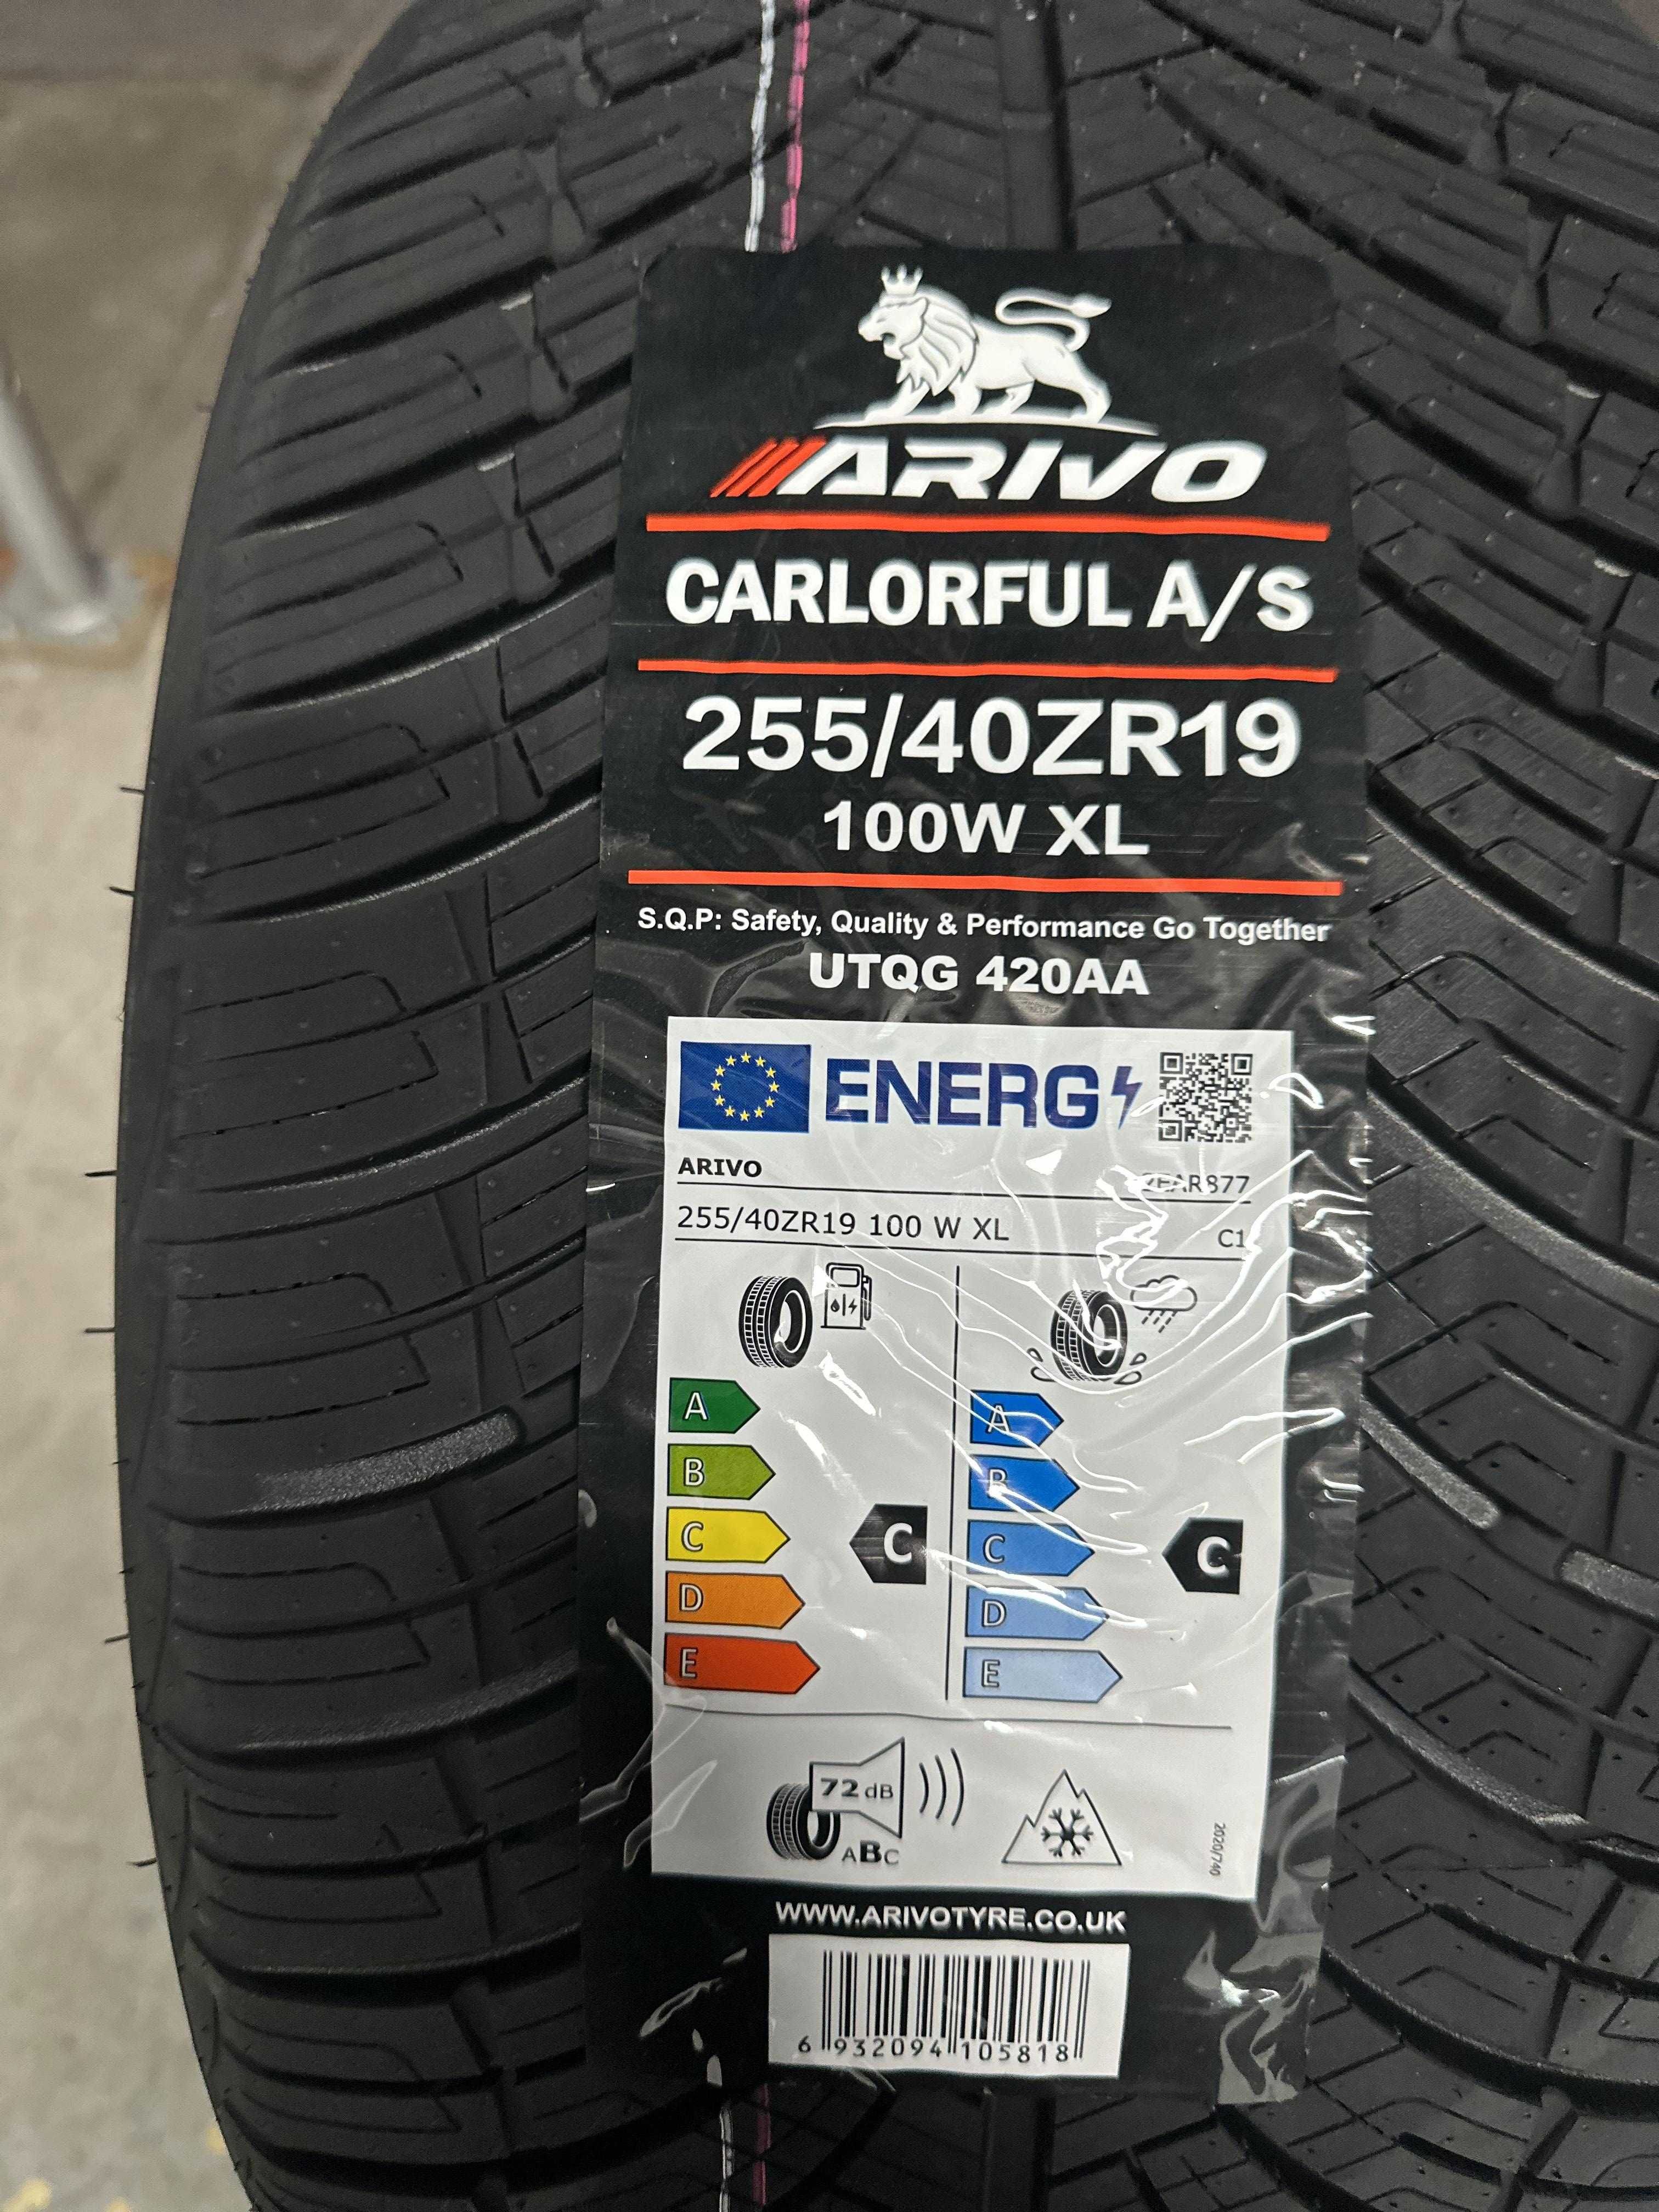 ARIVO
CARLORFUL A/S
255/40ZR19
100W XL
S.Q.P: Safety, Quality & Performance Go Together
UTQG 420AA
ENERG
ARIVO
255/40ZR19 100 W XL C1
A A
B B
C C C C
D D
E E
72 dB
ABC
2020/740
WWW.ARIVOTYRE.CO.UK
6 932094 105818